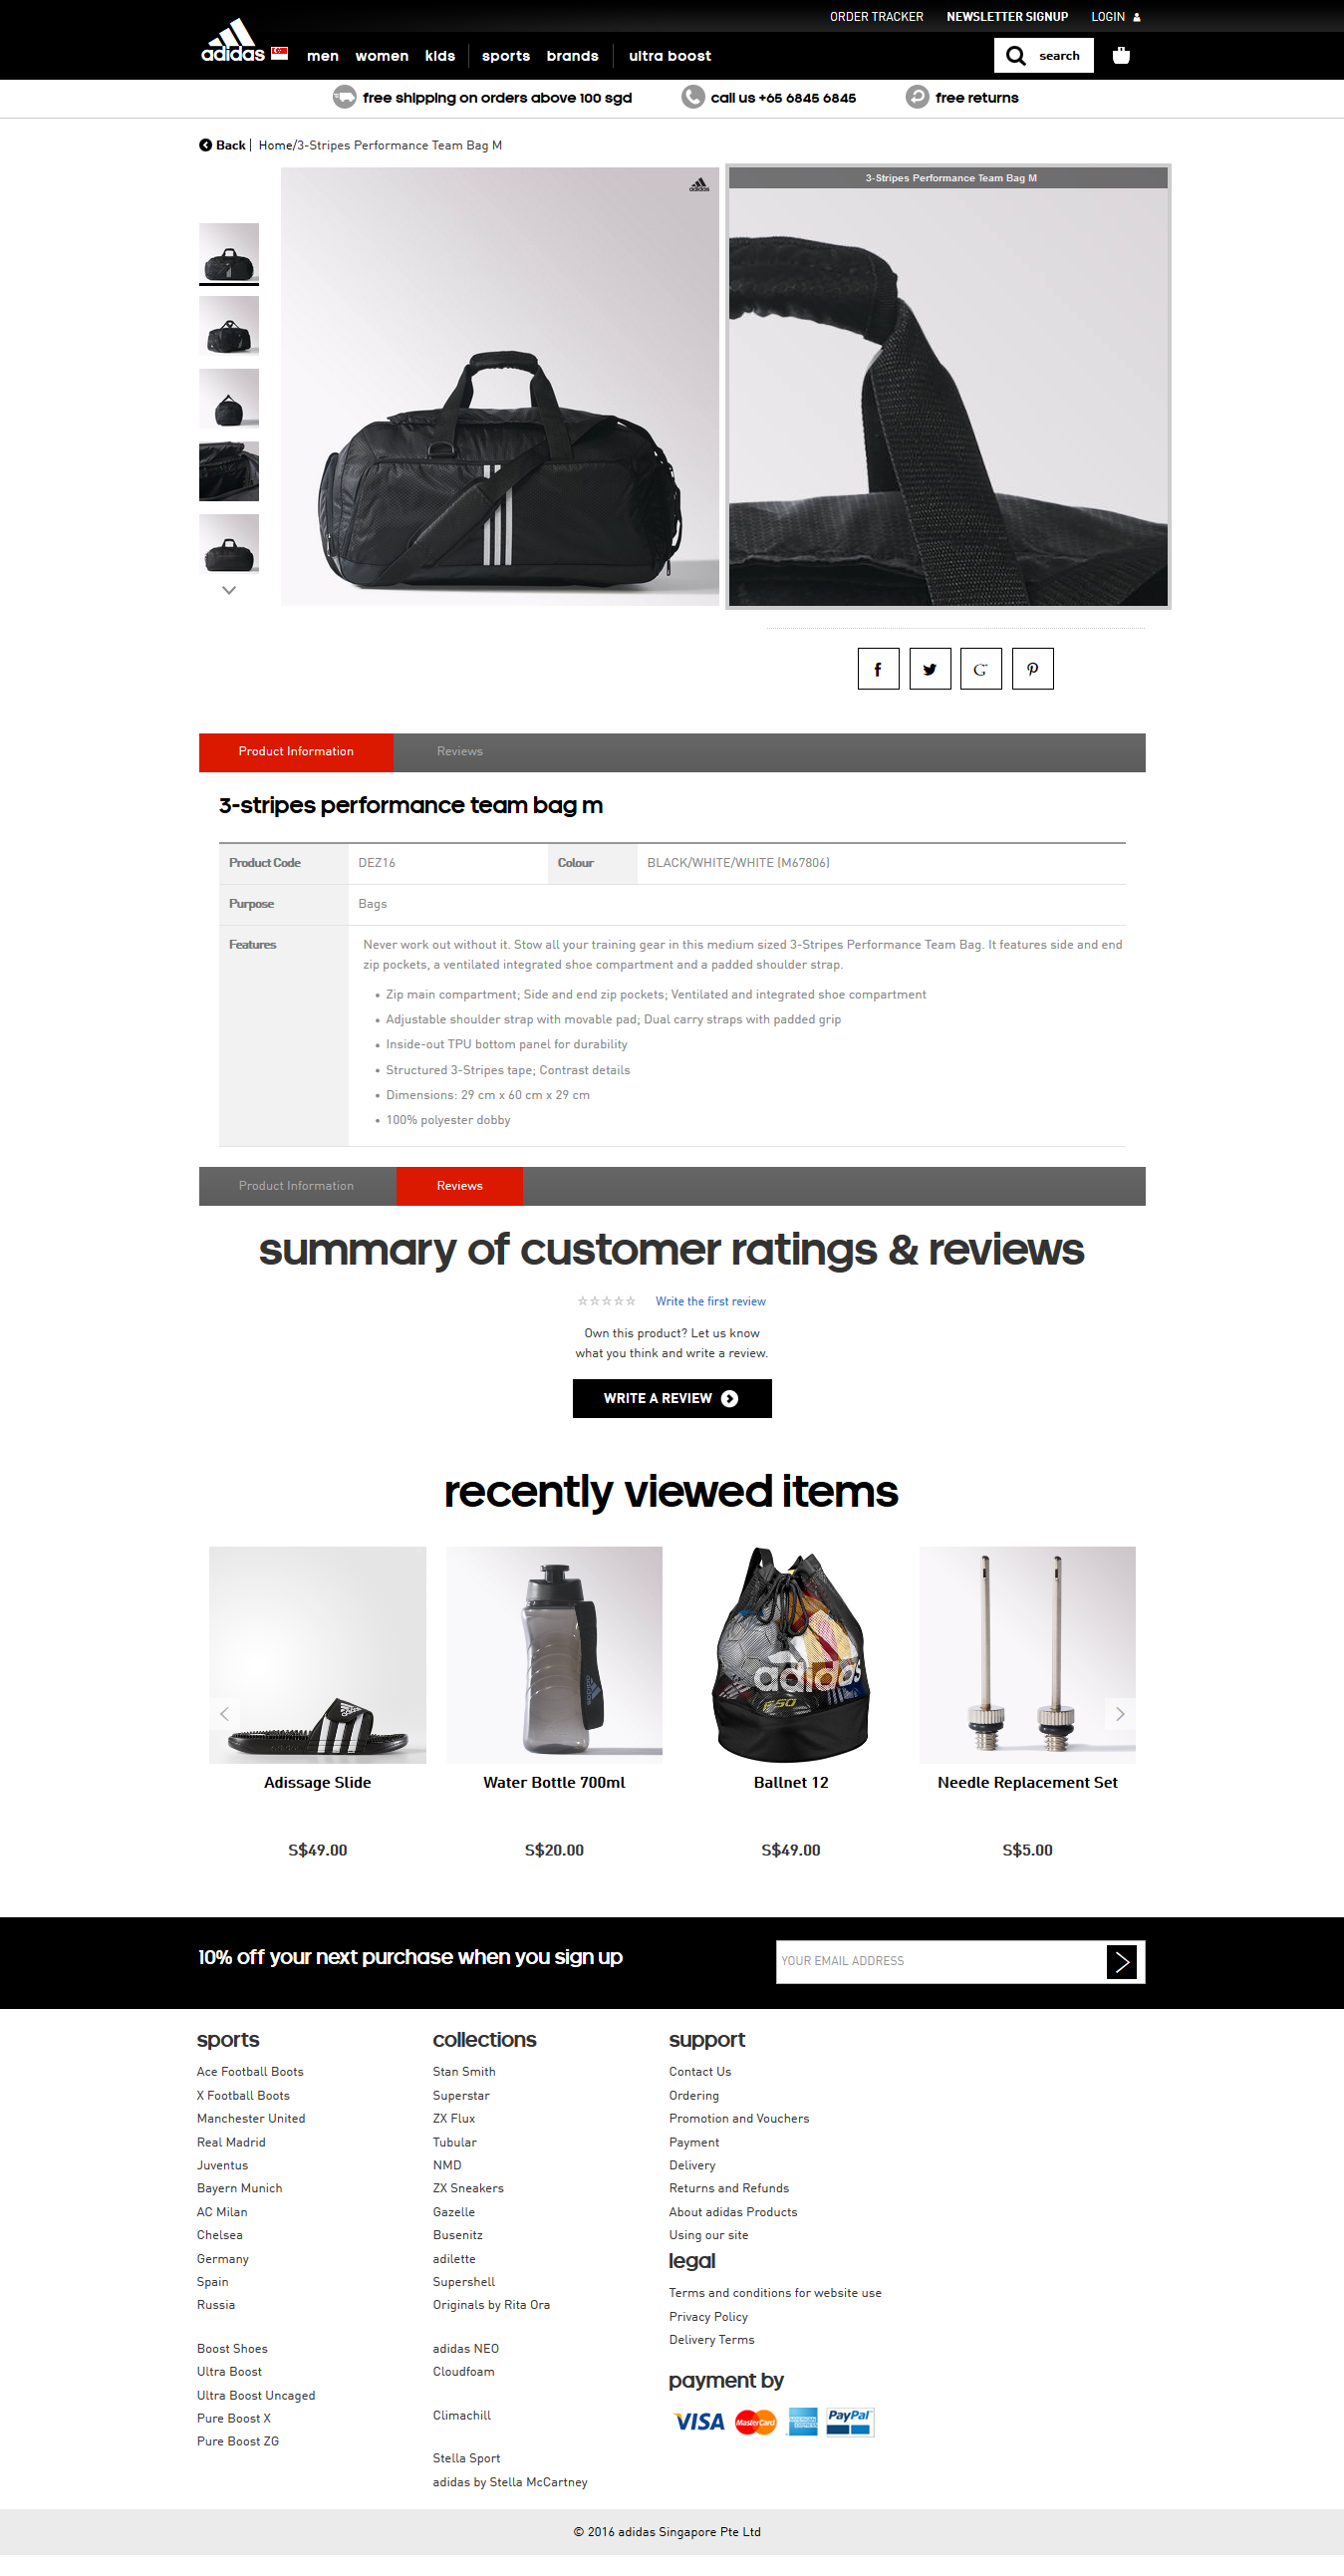 ORDER TRACKER NEWSLETTER SIGNUP LOGIN
adidas men women kids sports brands ultra boost search
free shipping on orders above 100 sgd call us +65 6845 6845 free returns
Back | Home/3-Stripes Performance Team Bag M
adidas
3-Stripes Performance Team Bag M
Product Information Reviews
3-stripes performance team bag m
Product Code DEZ16 Colour BLACK/WHITE/WHITE (M67806)
Purpose Bags
Features Never work out without it. Stow all your training gear in this medium sized 3-Stripes Performance Team Bag. It features side and end
zip pockets, a ventilated integrated shoe compartment and a padded shoulder strap.
• Zip main compartment; Side and end zip pockets; Ventilated and integrated shoe compartment
• Adjustable shoulder strap with movable pad; Dual carry straps with padded grip
• Inside-out TPU bottom panel for durability
• Structured 3-Stripes tape; Contrast details
• Dimensions: 29 cm x 60 cm x 29 cm
• 100% polyester dobby
Product Information Reviews
summary of customer ratings & reviews
Write the first review
Own this product? Let us know
what you think and write a review.
WRITE A REVIEW
recently viewed items
adidas
adidas
F50
Adissage Slide Water Bottle 700ml Ballnet 12 Needle Replacement Set
S$49.00 S$20.00 S$49.00 S$5.00
10% off your next purchase when you sign up YOUR EMAIL ADDRESS
sports
Ace Football Boots
X Football Boots
Manchester United
Real Madrid
Juventus
Bayern Munich
AC Milan
Chelsea
Germany
Spain
Russia
Boost Shoes
Ultra Boost
Ultra Boost Uncaged
Pure Boost X
Pure Boost ZG
collections
Stan Smith
Superstar
ZX Flux
Tubular
NMD
ZX Sneakers
Gazelle
Busenitz
adilette
Supershell
Originals by Rita Ora
adidas NEO
Cloudfoam
Climachill
Stella Sport
adidas by Stella McCartney
support
Contact Us
Ordering
Promotion and Vouchers
Payment
Delivery
Returns and Refunds
About adidas Products
Using our site
legal
Terms and conditions for website use
Privacy Policy
Delivery Terms
payment by
VISA MasterCard AMERICAN EXPRESS PayPal
© 2016 adidas Singapore Pte Ltd